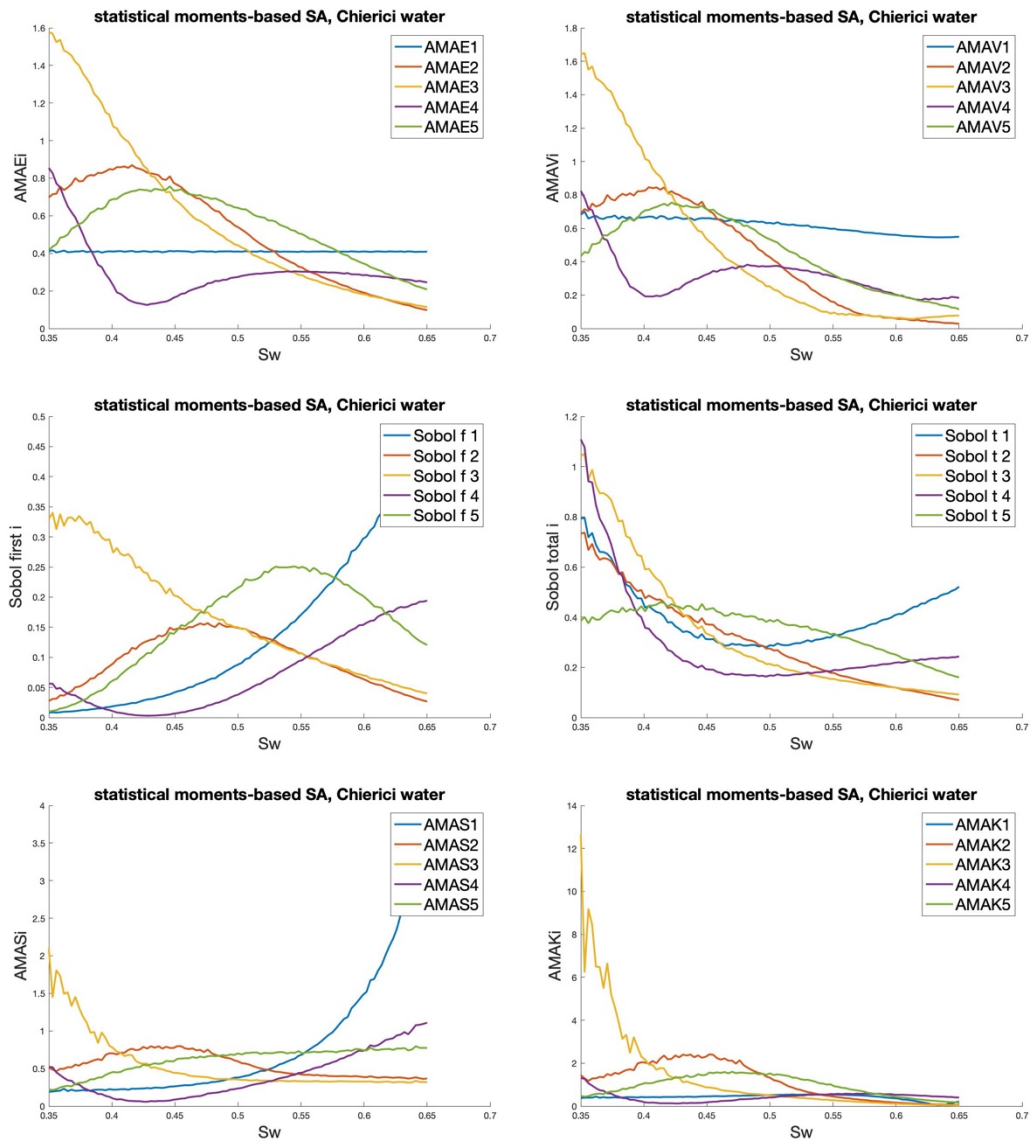 statistical moments-based SA, Chierici water
1.6
1.4
1.2
1
0.8
0.6
0.4
0.2
0
AMAEi
AMAE1
AMAE2
AMAE3
AMAE4
AMAE5
0.35 0.4 0.45 0.5 0.55 0.6 0.65 0.7
Sw
statistical moments-based SA, Chierici water
1.8
1.6
1.4
1.2
1
0.8
0.6
0.4
0.2
0
AMAVi
AMAV1
AMAV2
AMAV3
AMAV4
AMAV5
0.35 0.4 0.45 0.5 0.55 0.6 0.65 0.7
Sw
statistical moments-based SA, Chierici water
0.5
0.45
0.4
0.35
0.3
0.25
0.2
0.15
0.1
0.05
0
Sobol first i
Sobol f 1
Sobol f 2
Sobol f 3
Sobol f 4
Sobol f 5
0.35 0.4 0.45 0.5 0.55 0.6 0.65 0.7
Sw
statistical moments-based SA, Chierici water
1.2
1
0.8
0.6
0.4
0.2
0
Sobol total i
Sobol t 1
Sobol t 2
Sobol t 3
Sobol t 4
Sobol t 5
0.35 0.4 0.45 0.5 0.55 0.6 0.65 0.7
Sw
statistical moments-based SA, Chierici water
4
3.5
3
2.5
2
1.5
1
0.5
0
AMASi
AMAS1
AMAS2
AMAS3
AMAS4
AMAS5
0.35 0.4 0.45 0.5 0.55 0.6 0.65 0.7
Sw
statistical moments-based SA, Chierici water
14
12
10
8
6
4
2
0
AMAKi
AMAK1
AMAK2
AMAK3
AMAK4
AMAK5
0.35 0.4 0.45 0.5 0.55 0.6 0.65 0.7
Sw